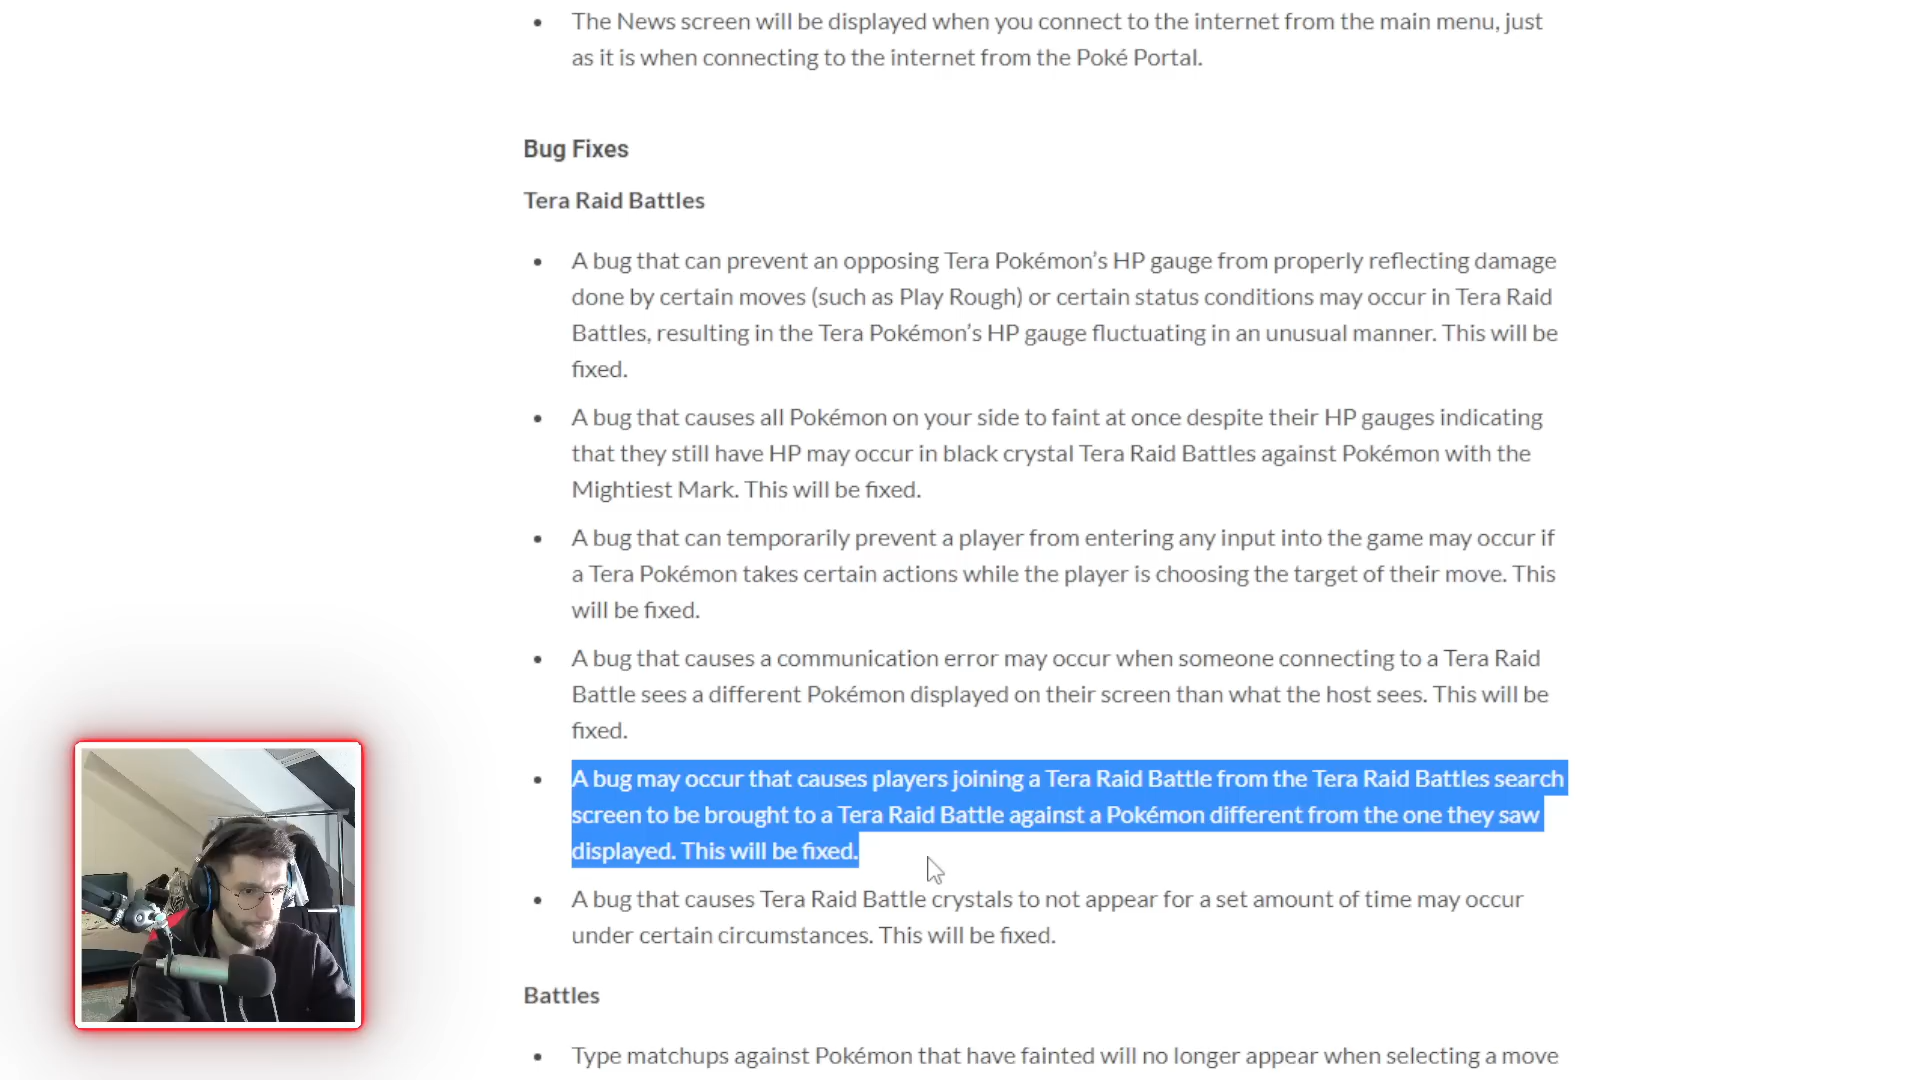 The News screen will be displayed when you connect to the internet from the main menu, just
as it is when connecting to the internet from the Poké Portal.
Bug Fixes
Tera Raid Battles
A bug that can prevent an opposing Tera Pokémon’s HP gauge from properly reflecting damage
done by certain moves (such as Play Rough) or certain status conditions may occur in Tera Raid
Battles, resulting in the Tera Pokémon’s HP gauge fluctuating in an unusual manner. This will be
fixed.
A bug that causes all Pokémon on your side to faint at once despite their HP gauges indicating
that they still have HP may occur in black crystal Tera Raid Battles against Pokémon with the
Mightiest Mark. This will be fixed.
A bug that can temporarily prevent a player from entering any input into the game may occur if
a Tera Pokémon takes certain actions while the player is choosing the target of their move. This
will be fixed.
A bug that causes a communication error may occur when someone connecting to a Tera Raid
Battle sees a different Pokémon displayed on their screen than what the host sees. This will be
fixed.
A bug may occur that causes players joining a Tera Raid Battle from the Tera Raid Battles search
screen to be brought to a Tera Raid Battle against a Pokémon different from the one they saw
displayed. This will be fixed.
A bug that causes Tera Raid Battle crystals to not appear for a set amount of time may occur
under certain circumstances. This will be fixed.
Battles
Type matchups against Pokémon that have fainted will no longer appear when selecting a move